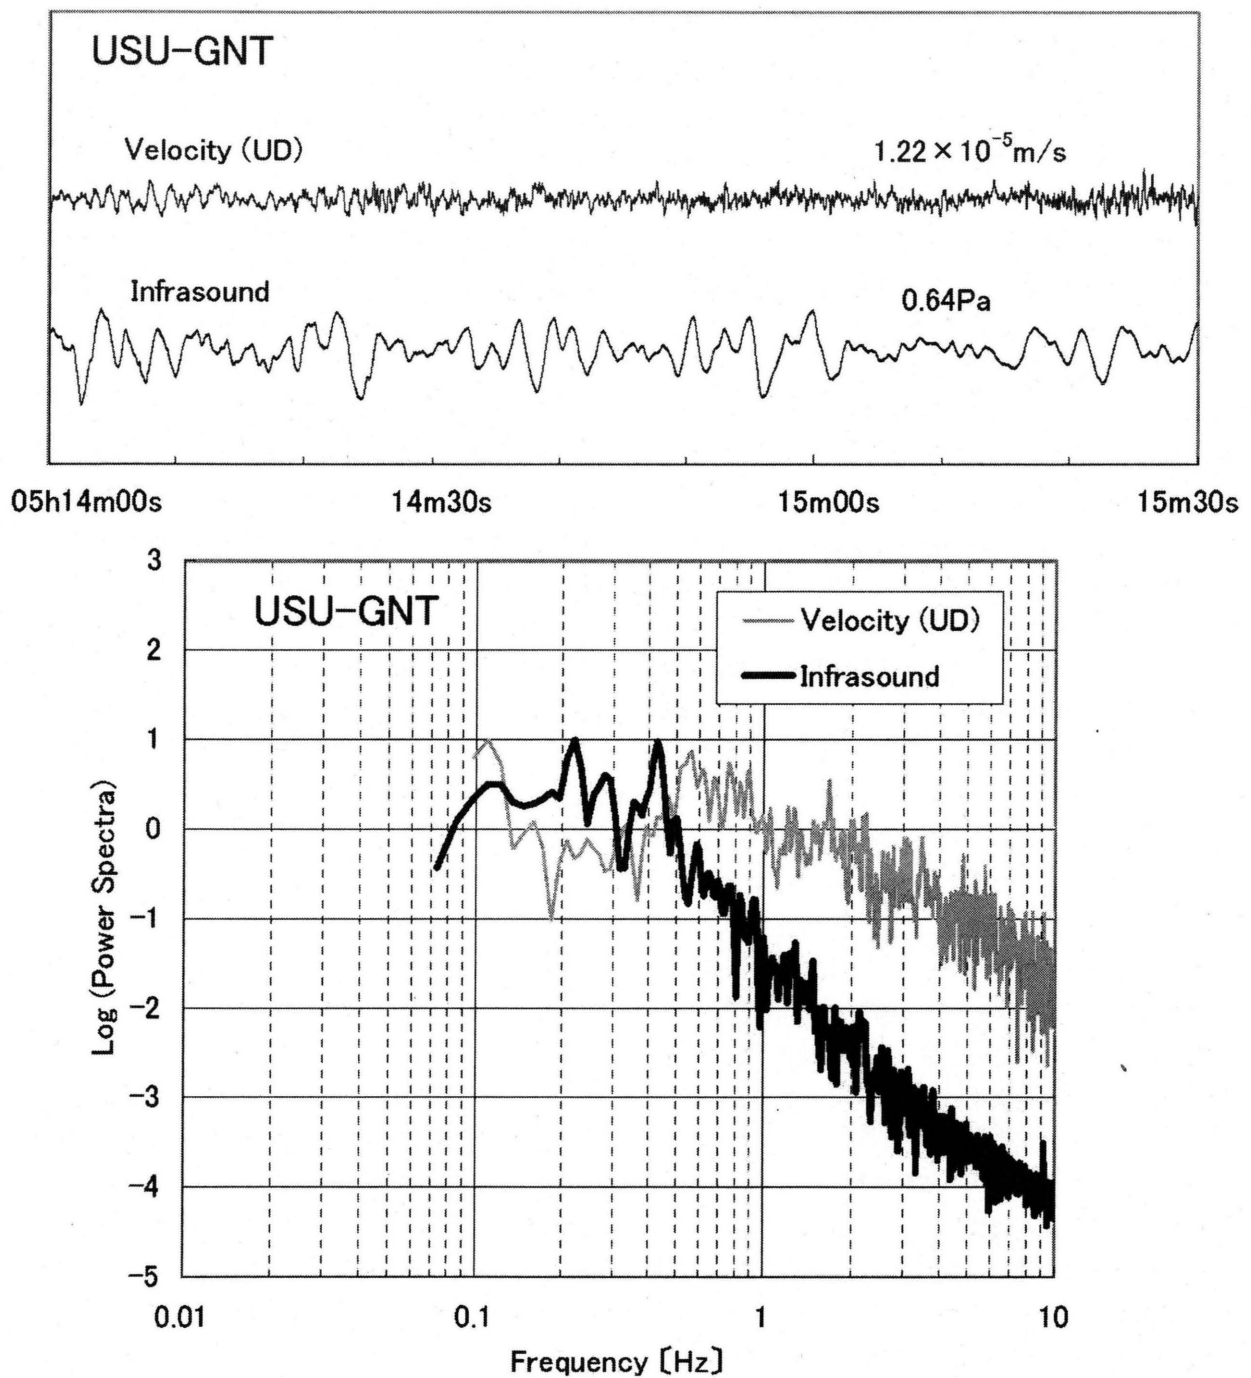 USU-GNT
Velocity (UD)
1.22×10⁻⁵m/s
Infrasound
0.64Pa
05h14m00s 14m30s 15m00s 15m30s
3
USU-GNT
Velocity (UD)
Infrasound
2
1
0
-1
-2
-3
-4
-5
Log (Power Spectra)
0.01 0.1 1 10
Frequency [Hz]